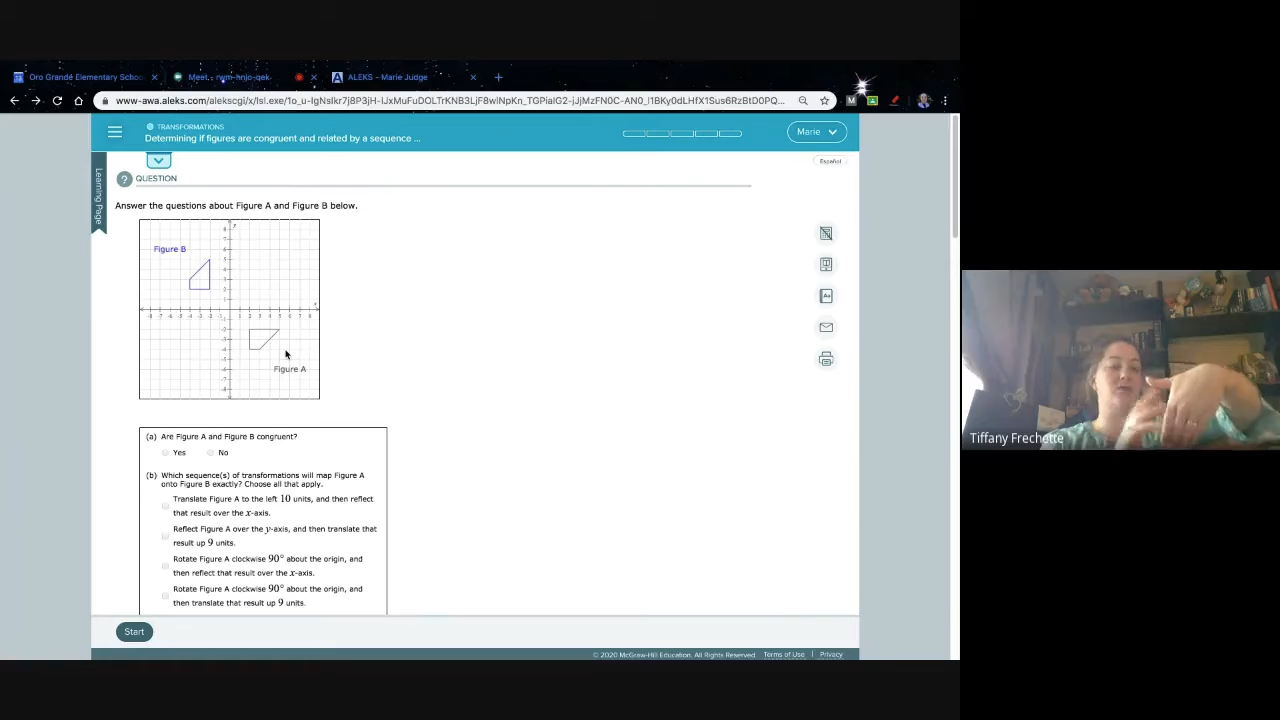 Oro Grande Elementary Schoo
Meet - rwm-hnjc-qek
ALEKS - Marie Judge
TRANSFORMATIONS
Determining if figures are congruent and related by a sequence ...
Marie
Español
Learning Page
? QUESTION
Answer the questions about Figure A and Figure B below.
Figure B
y
x
Figure A
(a) Are Figure A and Figure B congruent?
Yes No
(b) Which sequence(s) of transformations will map Figure A
onto Figure B exactly? Choose all that apply.
Translate Figure A to the left 10 units, and then reflect
that result over the x-axis.
Reflect Figure A over the y-axis, and then translate that
result up 9 units.
Rotate Figure A clockwise 90° about the origin, and
then reflect that result over the x-axis.
Rotate Figure A clockwise 90° about the origin, and
then translate that result up 9 units.
Start
© 2020 McGraw-Hill Education. All Rights Reserved. Terms of Use | Privacy
Tiffany Frechette